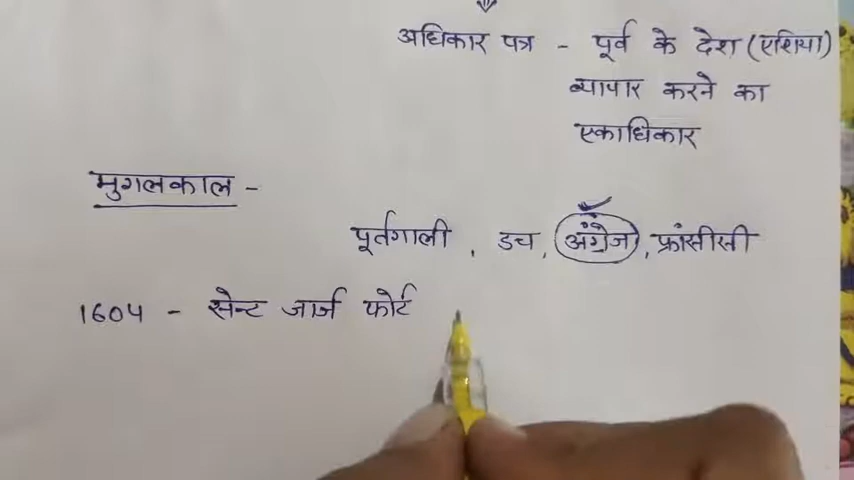 अधिकार पत्र - पूर्व के देश (एशिया)
व्यापार करने का
एकाधिकार
मुगलकाल -
पूर्तगाली, डच, अंग्रेज, फ्रांसीसी
1604 - सेन्ट जार्ज फोर्ट